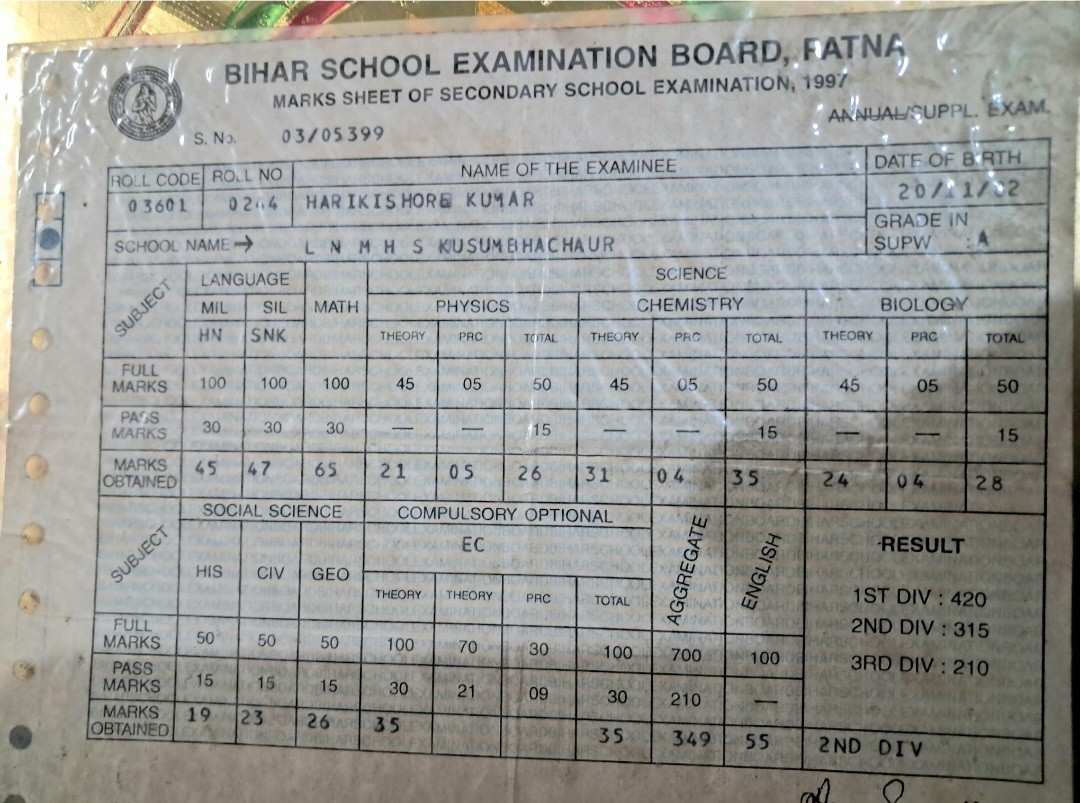 BIHAR SCHOOL EXAMINATION BOARD, PATNA
MARKS SHEET OF SECONDARY SCHOOL EXAMINATION, 1997
ANNUAL/SUPPL. EXAM.
S. No. 03/05399
ROLL CODE ROLL NO NAME OF THE EXAMINEE DATE OF BIRTH
03601 HARIKISHORE KUMAR
GRADE IN
SUPW : A
SCHOOL NAME→ L N M H S KUSUMBHACHAUR
SUBJECT LANGUAGE MATH SCIENCE
MIL SIL PHYSICS CHEMISTRY BIOLOGY
HN SNK THEORY PRC TOTAL THEORY PRC TOTAL THEORY PRC TOTAL
FULL MARKS 100 100 100 45 05 50 45 05 50 45 05 50
PASS MARKS 30 30 30 — — 15 — — 15 — — 15
MARKS OBTAINED 45 47 65 21 05 26 31 04 35 24 04 28
SUBJECT SOCIAL SCIENCE COMPULSORY OPTIONAL AGGREGATE ENGLISH RESULT
HIS CIV GEO EC
THEORY THEORY PRC TOTAL
1ST DIV : 420
2ND DIV : 315
3RD DIV : 210
FULL MARKS 50 50 50 100 70 30 100 700 100
PASS MARKS 15 15 15 30 21 09 30 210 —
MARKS OBTAINED 19 23 26 35 35 349 55 2ND DIV